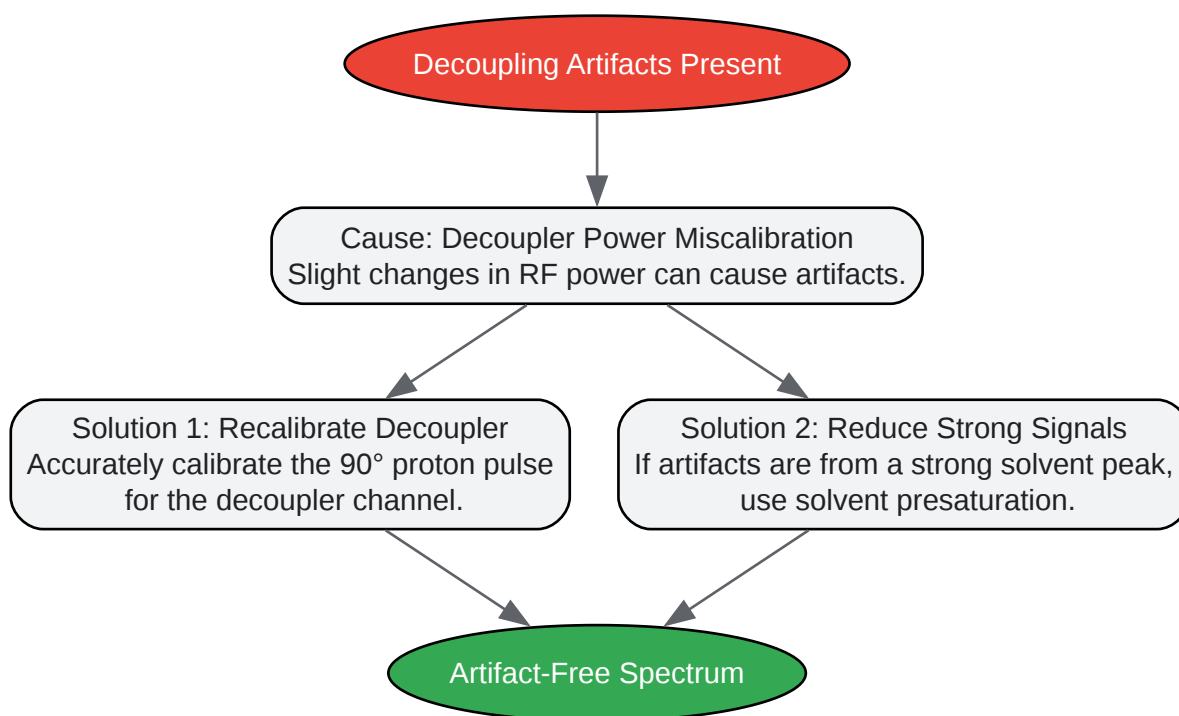 Decoupling Artifacts Present
Cause: Decoupler Power Miscalibration
Slight changes in RF power can cause artifacts.
Solution 1: Recalibrate Decoupler
Accurately calibrate the 90° proton pulse
for the decoupler channel.
Solution 2: Reduce Strong Signals
If artifacts are from a strong solvent peak,
use solvent presaturation.
Artifact-Free Spectrum